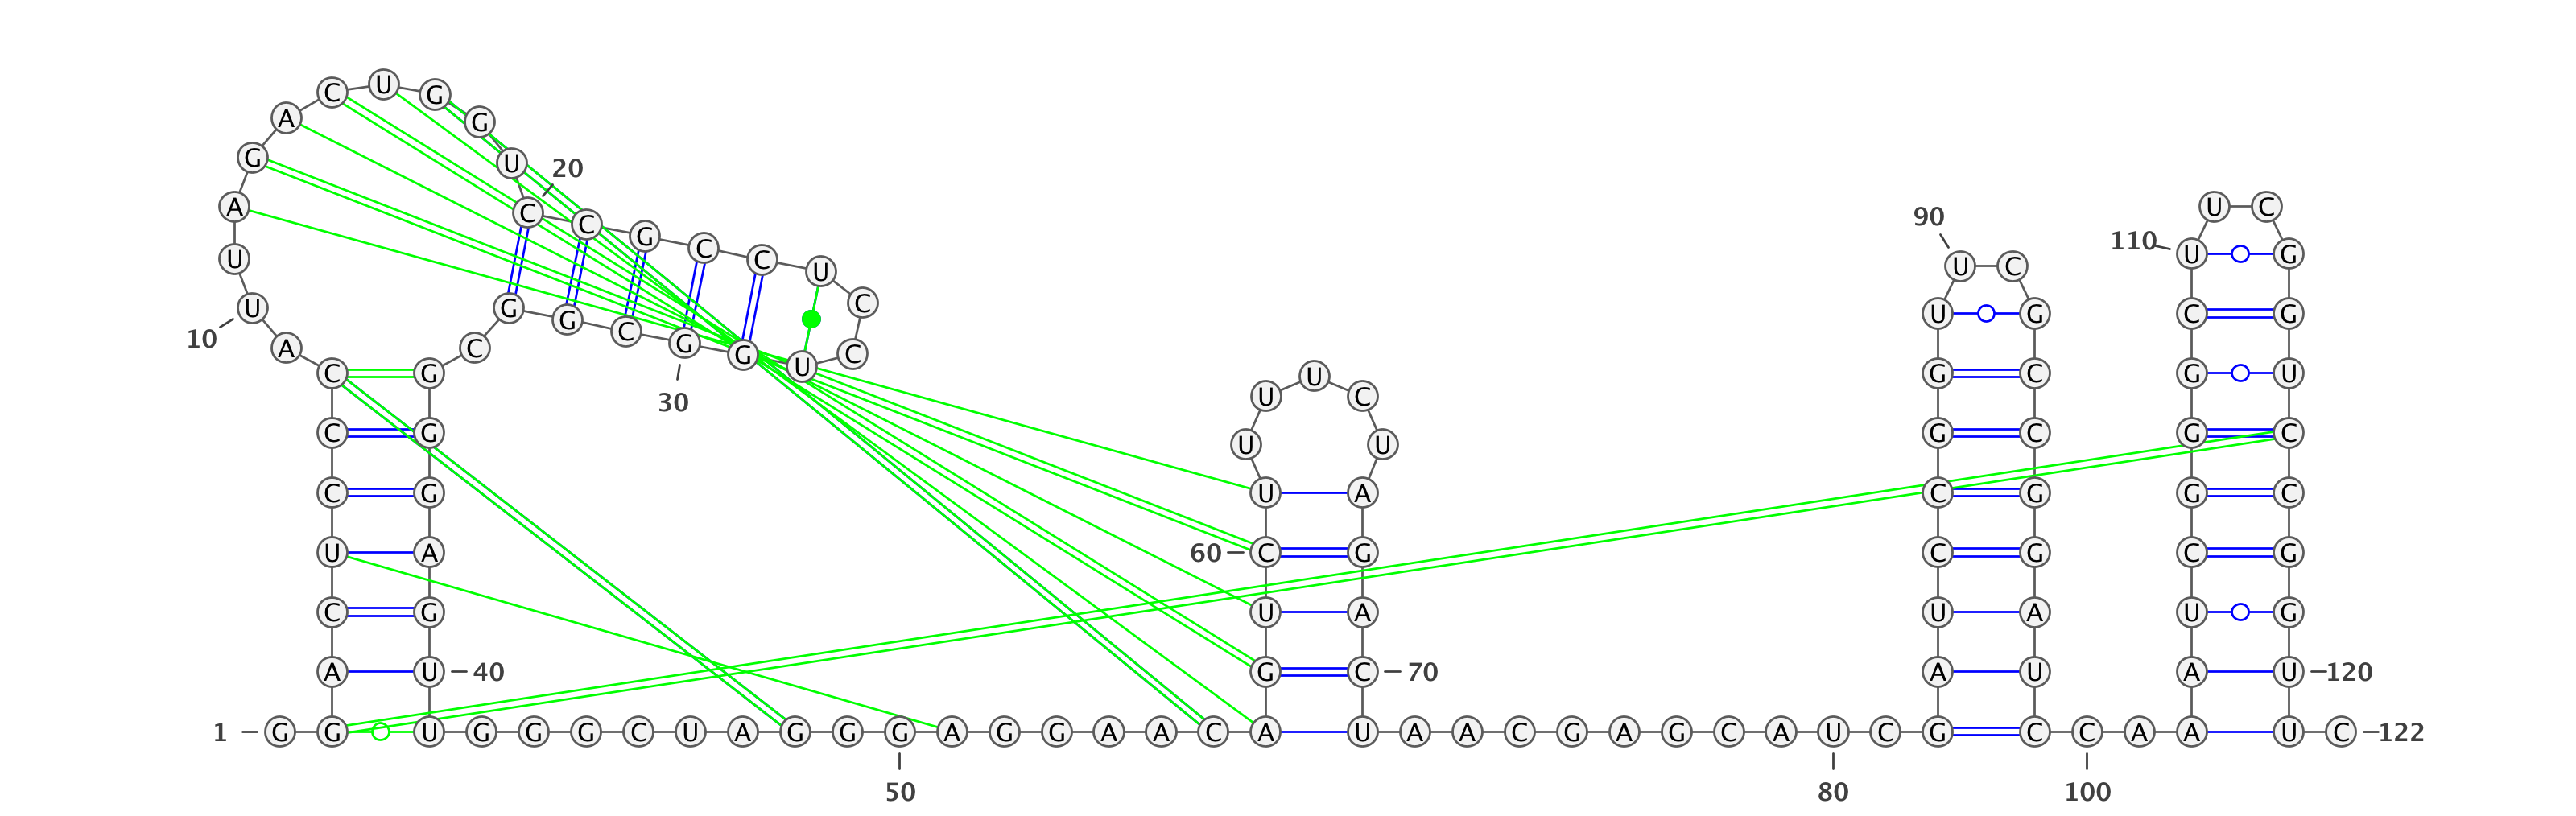 1
G G A C U C C C A U
10
U A G A C U G G U C
20
C G C C U C C U G G
30
C G G C G G G A G U
40
U G G G C U A G G G
50
A G G A A C A G U C
60
U U U U C U A G A C
70
U A A C G A G C A U
80
C G A U C C G G U U
90
C G C C G G A U C C
100
A A A U C G G G C U
110
U C G G U C C G G U
120
U C
122